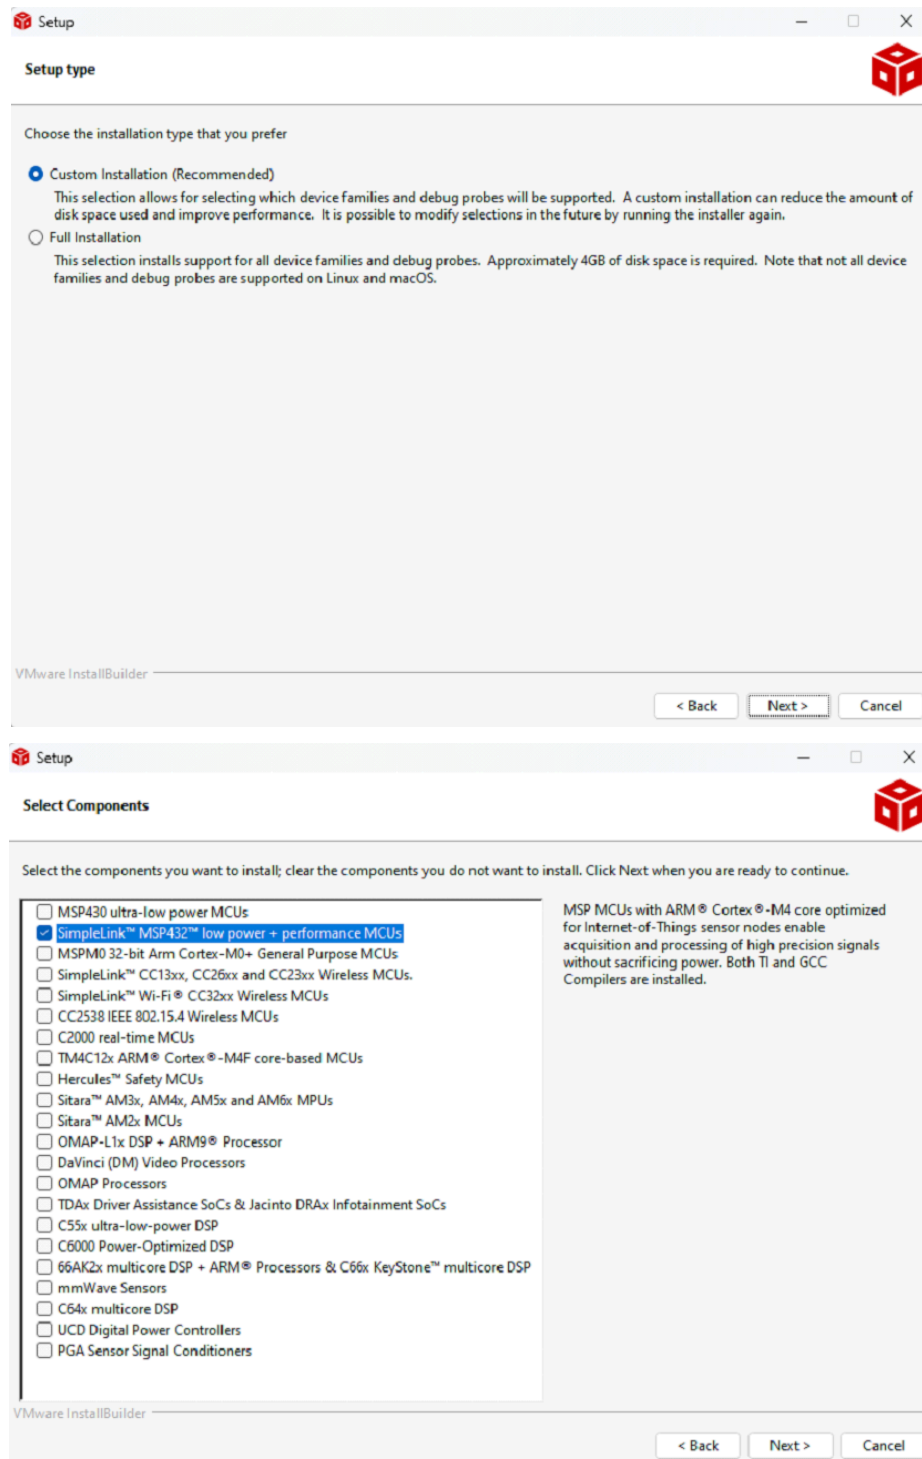 Setup
Setup type
Choose the installation type that you prefer
Custom Installation (Recommended)
This selection allows for selecting which device families and debug probes will be supported. A custom installation can reduce the amount of
disk space used and improve performance. It is possible to modify selections in the future by running the installer again.
Full Installation
This selection installs support for all device families and debug probes. Approximately 4GB of disk space is required. Note that not all device
families and debug probes are supported on Linux and macOS.
VMware InstallBuilder
< Back Next > Cancel
Setup
Select Components
Select the components you want to install; clear the components you do not want to install. Click Next when you are ready to continue.
MSP430 ultra-low power MCUs
SimpleLink™ MSP432™ low power + performance MCUs
MSPM0 32-bit Arm Cortex-M0+ General Purpose MCUs
SimpleLink™ CC13xx, CC26xx and CC23xx Wireless MCUs.
SimpleLink™ Wi-Fi® CC32xx Wireless MCUs
CC2538 IEEE 802.15.4 Wireless MCUs
C2000 real-time MCUs
TM4C12x ARM® Cortex®-M4F core-based MCUs
Hercules™ Safety MCUs
Sitara™ AM3x, AM4x, AM5x and AM6x MPUs
Sitara™ AM2x MCUs
OMAP-L1x DSP + ARM9® Processor
DaVinci (DM) Video Processors
OMAP Processors
TDAx Driver Assistance SoCs & Jacinto DRAx Infotainment SoCs
C55x ultra-low-power DSP
C6000 Power-Optimized DSP
66AK2x multicore DSP + ARM® Processors & C66x KeyStone™ multicore DSP
mmWave Sensors
C64x multicore DSP
UCD Digital Power Controllers
PGA Sensor Signal Conditioners
MSP MCUs with ARM® Cortex®-M4 core optimized
for Internet-of-Things sensor nodes enable
acquisition and processing of high precision signals
without sacrificing power. Both TI and GCC
Compilers are installed.
VMware InstallBuilder
< Back Next > Cancel